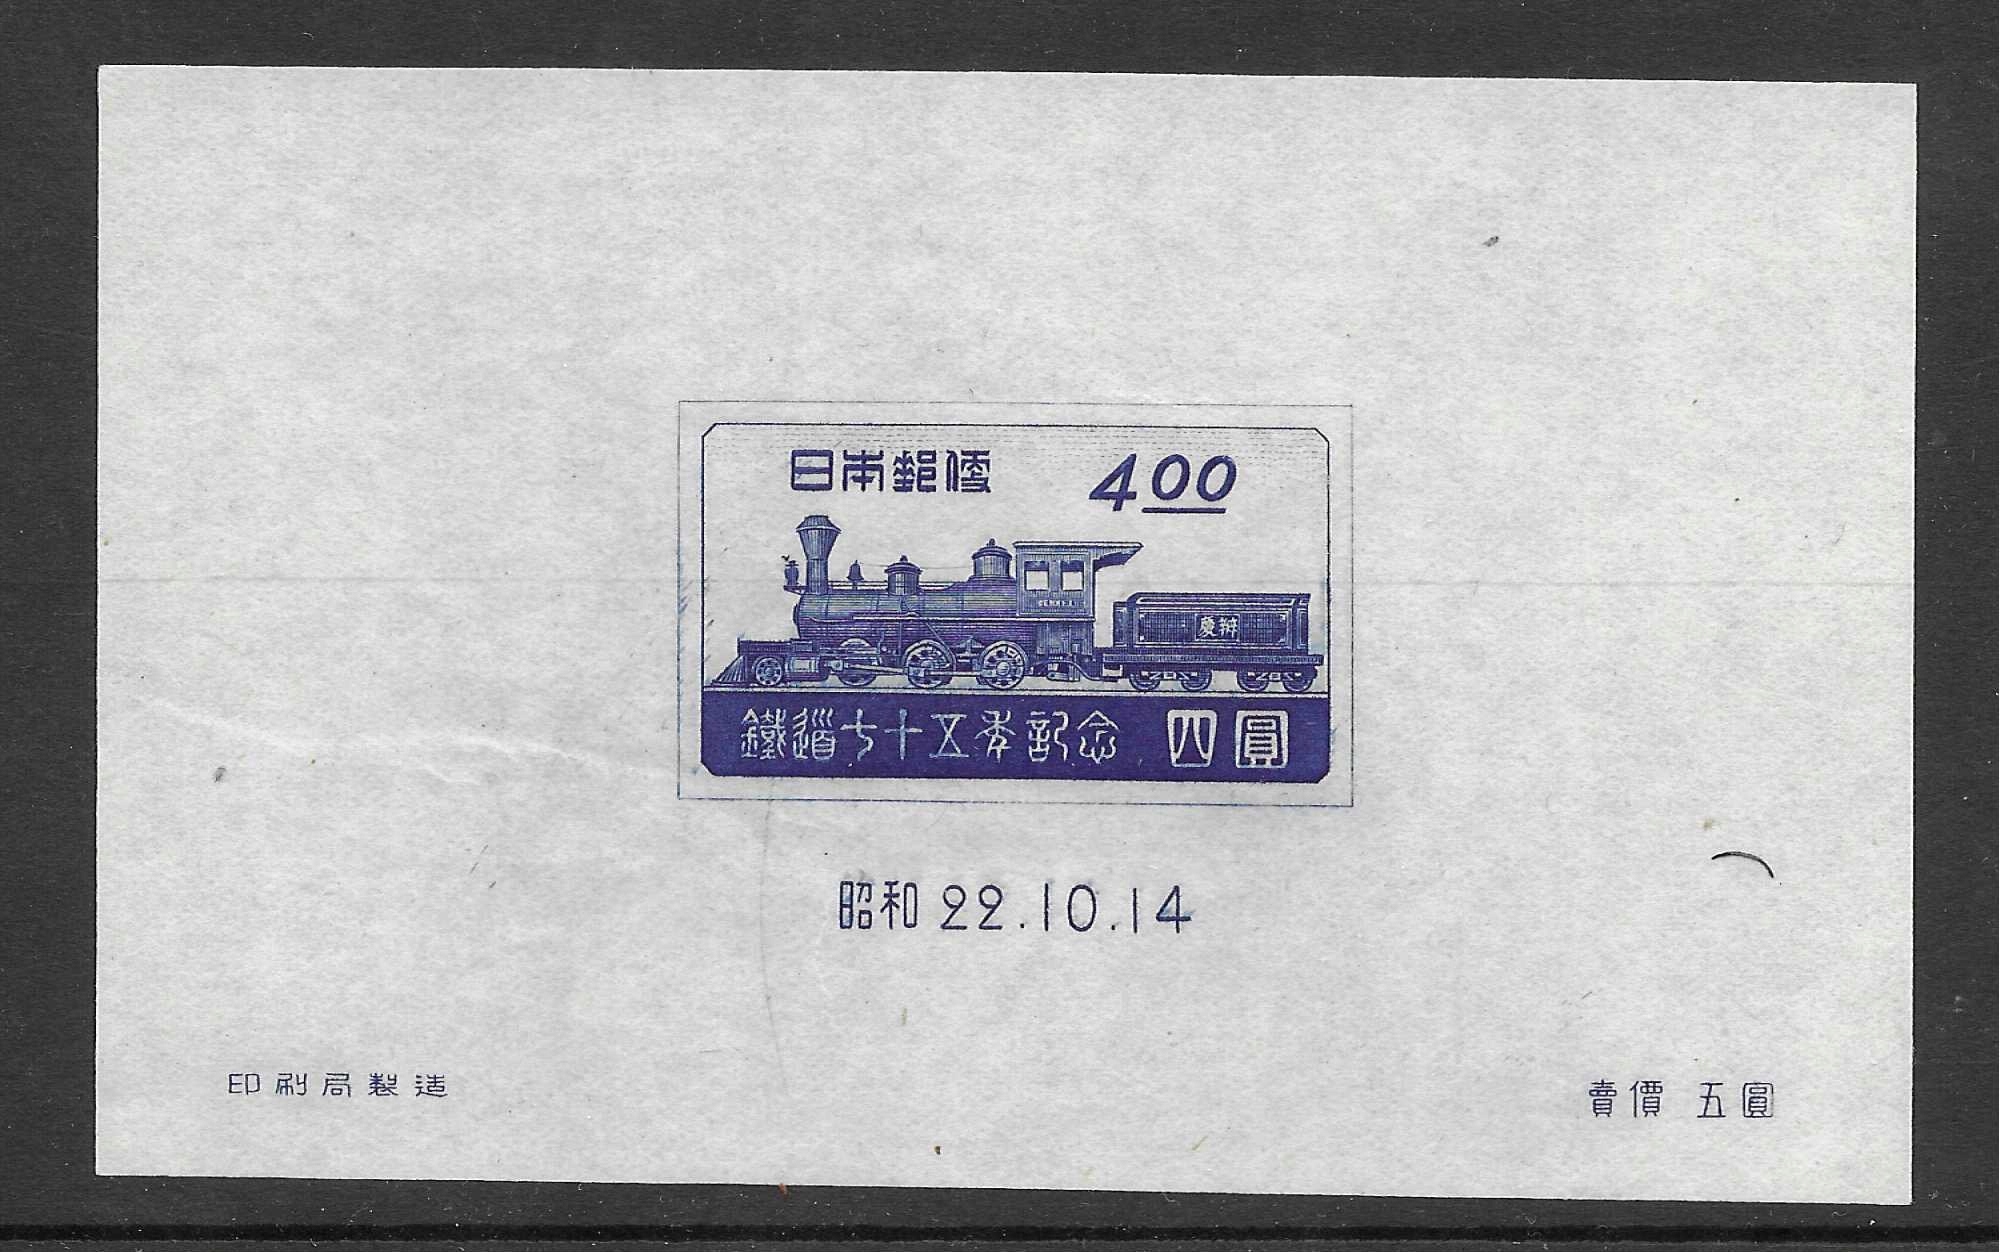 日本郵便 4.00
BENKEI
慶辨
鐵道七十五年記念 四圓
昭和 22.10.14
印刷局製造
賣價 五圓